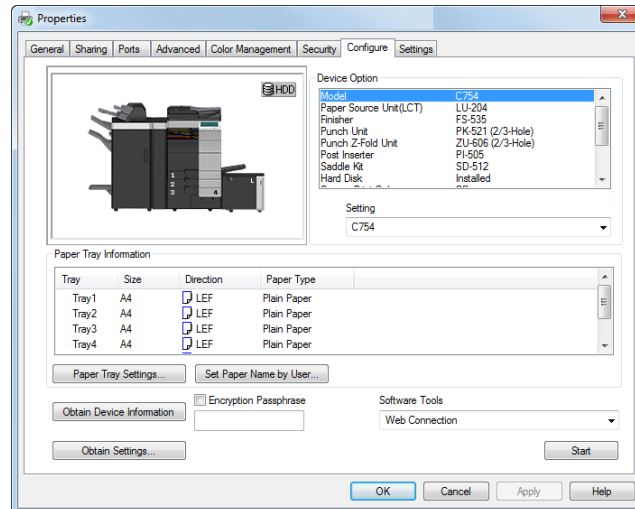 Properties
General Sharing Ports Advanced Color Management Security Configure Settings
HDD
1
2
3 4
L
Device Option
Model C754
Paper Source Unit(LCT) LU-204
Finisher FS-535
Punch Unit PK-521 (2/3-Hole)
Punch Z-Fold Unit ZU-606 (2/3-Hole)
Post Inserter PI-505
Saddle Kit SD-512
Hard Disk Installed
Setting
C754
Paper Tray Information
Tray Size Direction Paper Type
Tray1 A4 LEF Plain Paper
Tray2 A4 LEF Plain Paper
Tray3 A4 LEF Plain Paper
Tray4 A4 LEF Plain Paper
Paper Tray Settings... Set Paper Name by User...
Obtain Device Information Encryption Passphrase Software Tools
Web Connection
Obtain Settings... Start
OK Cancel Apply Help